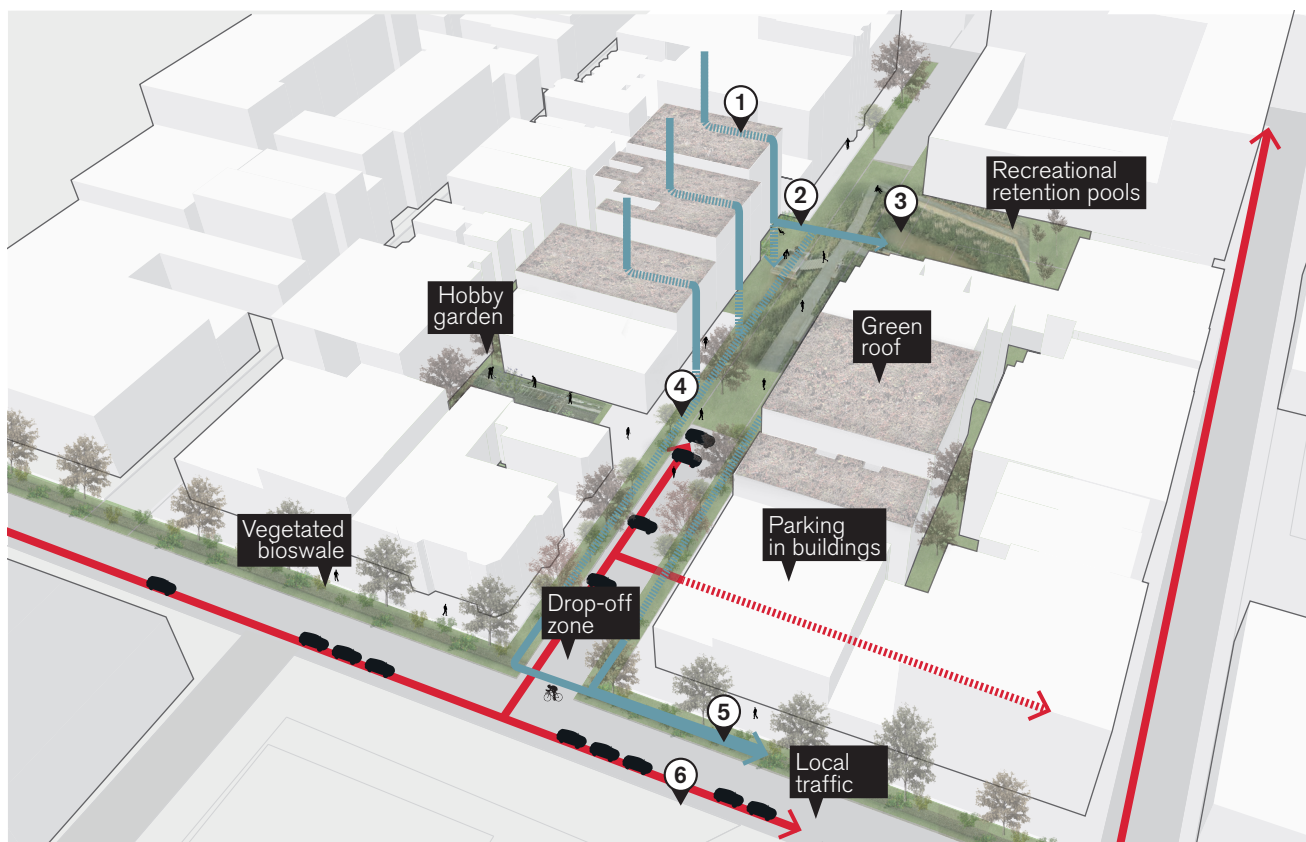 1
2
3
Recreational
retention pools
Hobby
garden
Green
roof
4
Vegetated
bioswale
Parking
in buildings
Drop-off
zone
5
Local
traffic
6